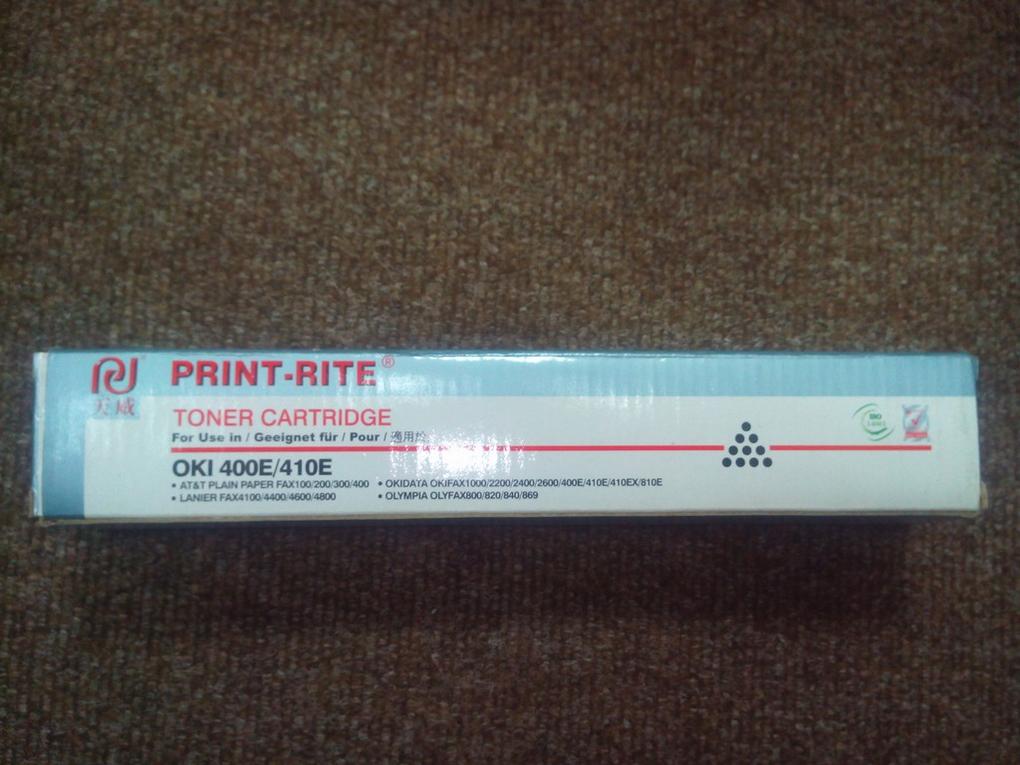 PRINT-RITE®
天威
TONER CARTRIDGE
For Use in / Geeignet für / Pour / 適用於
OKI 400E/410E
• AT&T PLAIN PAPER FAX100/200/300/400 • OKIDAYA OKIFAX1000/2200/2400/2600/400E/410E/410EX/810E
• LANIER FAX4100/4400/4600/4800 • OLYMPIA OLYFAX800/820/840/869
ISO